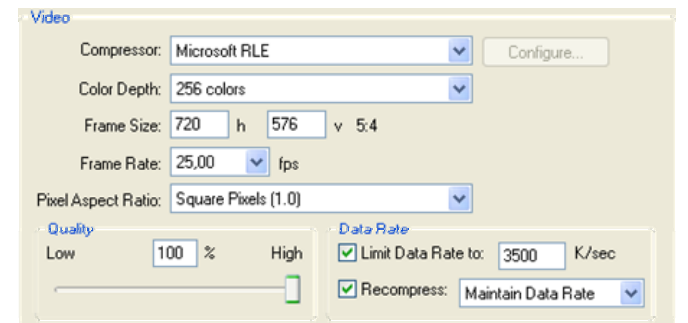 Video
Compressor: Microsoft RLE Configure...
Color Depth: 256 colors
Frame Size: 720 h 576 v 5:4
Frame Rate: 25,00 fps
Pixel Aspect Ratio: Square Pixels (1.0)
Quality
Low 100 % High
Data Rate
Limit Data Rate to: 3500 K/sec
Recompress: Maintain Data Rate